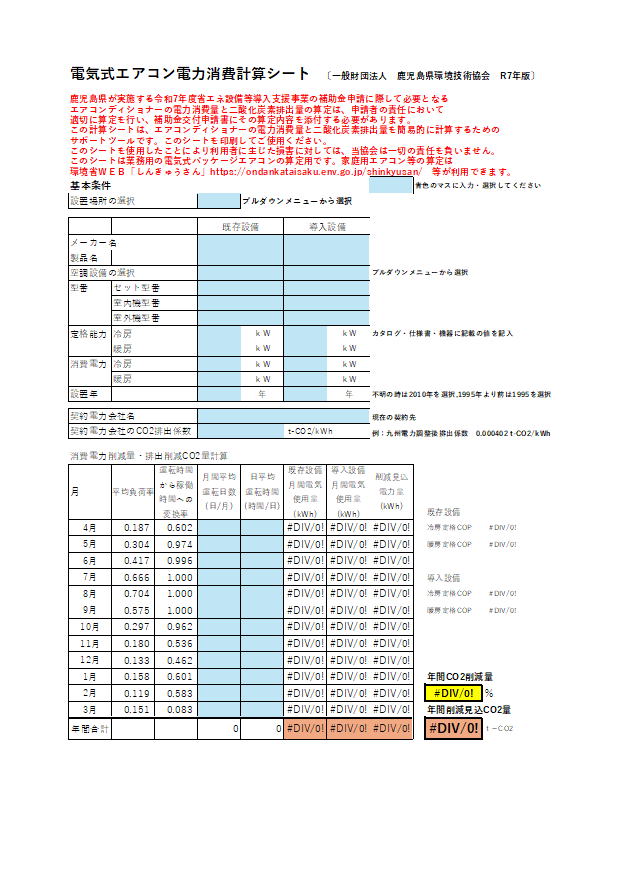 電気式エアコン電力消費計算シート 〔一般財団法人 鹿児島県環境技術協会 R7年版〕
鹿児島県が実施する令和7年度省エネ設備等導入支援事業の補助金申請に際して必要となる
エアコンディショナーの電力消費量と二酸化炭素排出量の算定は、申請者の責任において
適切に算定を行い、補助金交付申請書にその算定内容を添付する必要があります。
この計算シートは、エアコンディショナーの電力消費量と二酸化炭素排出量を簡易的に計算するための
サポートツールです。このシートを印刷してご使用ください。
このシートを使用したことにより利用者に生じた損害に対しては、当協会は一切の責任を負いません。
このシートは業務用の電気式パッケージエアコンの算定用です。家庭用エアコン等の算定は
環境省WEB「しんきゅうさん」https://ondankataisaku.env.go.jp/shinkyusan/ 等が利用できます。
基本条件 青色のマスに入力・選択してください
設置場所の選択 プルダウンメニューから選択
既存設備 導入設備
メーカー名
製品名
空調設備の選択 プルダウンメニューから選択
型番 セット型番
室内機型番
室外機型番
定格能力 冷房 kW kW カタログ・仕様書・機器に記載の値を記入
暖房 kW kW
消費電力 冷房 kW kW
暖房 kW kW
設置年 年 年 不明の時は2010年を選択,1995年より前は1995を選択
契約電力会社名 現在の契約先
契約電力会社のCO2排出係数 t-CO2/kWh 例：九州電力調整後排出係数 0.000402 t-CO2/kWh
消費電力削減量・排出削減CO2量計算
月 平均負荷率 運転時間から稼働時間への変換率 月間平均運転日数(日/月) 日平均運転時間(時間/日) 既存設備月間電気使用量(kWh) 導入設備月間電気使用量(kWh) 削減見込電力量(kWh)
既存設備
4月 0.187 0.602 #DIV/0! #DIV/0! #DIV/0! 冷房定格COP #DIV/0!
5月 0.304 0.974 #DIV/0! #DIV/0! #DIV/0! 暖房定格COP #DIV/0!
6月 0.417 0.996 #DIV/0! #DIV/0! #DIV/0!
7月 0.666 1.000 #DIV/0! #DIV/0! #DIV/0! 導入設備
8月 0.704 1.000 #DIV/0! #DIV/0! #DIV/0! 冷房定格COP #DIV/0!
9月 0.575 1.000 #DIV/0! #DIV/0! #DIV/0! 暖房定格COP #DIV/0!
10月 0.297 0.962 #DIV/0! #DIV/0! #DIV/0!
11月 0.180 0.536 #DIV/0! #DIV/0! #DIV/0!
12月 0.133 0.462 #DIV/0! #DIV/0! #DIV/0!
1月 0.158 0.601 #DIV/0! #DIV/0! #DIV/0! 年間CO2削減量
2月 0.119 0.583 #DIV/0! #DIV/0! #DIV/0! #DIV/0! %
3月 0.151 0.083 #DIV/0! #DIV/0! #DIV/0! 年間削減見込CO2量
年間合計 0 0 #DIV/0! #DIV/0! #DIV/0! #DIV/0! t－CO2